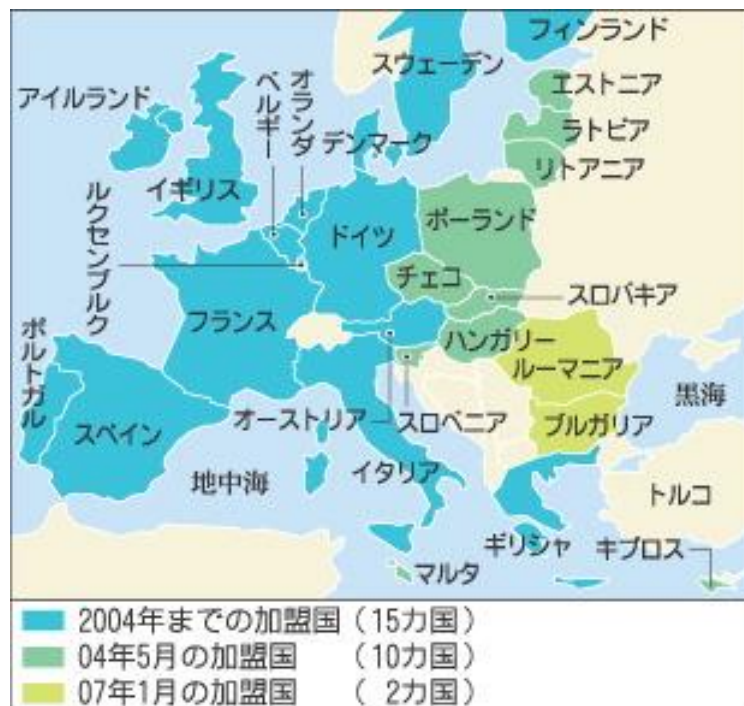 フィンランド
スウェーデン
エストニア
ラトビア
リトアニア
アイルランド
イギリス
ベルギー
オランダ
デンマーク
ルクセンブルク
ドイツ
ポーランド
チェコ
スロバキア
フランス
ハンガリー
ルーマニア
ポルトガル
スペイン
オーストリア
スロベニア
ブルガリア
黒海
地中海
イタリア
トルコ
ギリシャ
キプロス
マルタ
2004年までの加盟国(15カ国)
04年5月の加盟国 (10カ国)
07年1月の加盟国 ( 2カ国)